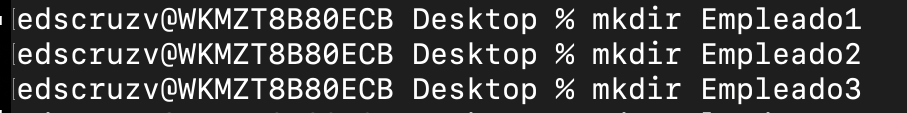 edscruzv@WKMZT8B80ECB Desktop % mkdir Empleado1
edscruzv@WKMZT8B80ECB Desktop % mkdir Empleado2
edscruzv@WKMZT8B80ECB Desktop % mkdir Empleado3